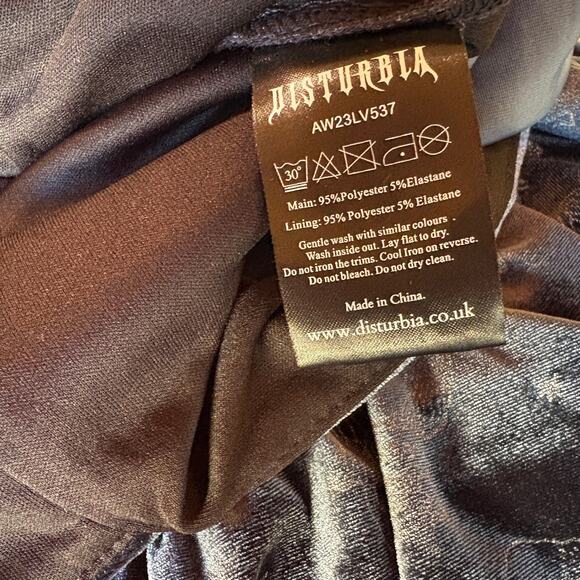 DISTURBIA
AW23LV537
30°
Main: 95%Polyester 5%Elastane
Lining: 95% Polyester 5% Elastane
Gentle wash with similar colours
Wash inside out. Lay flat to dry.
Do not iron the trims. Cool Iron on reverse.
Do not bleach. Do not dry clean.
Made in China.
www.disturbia.co.uk